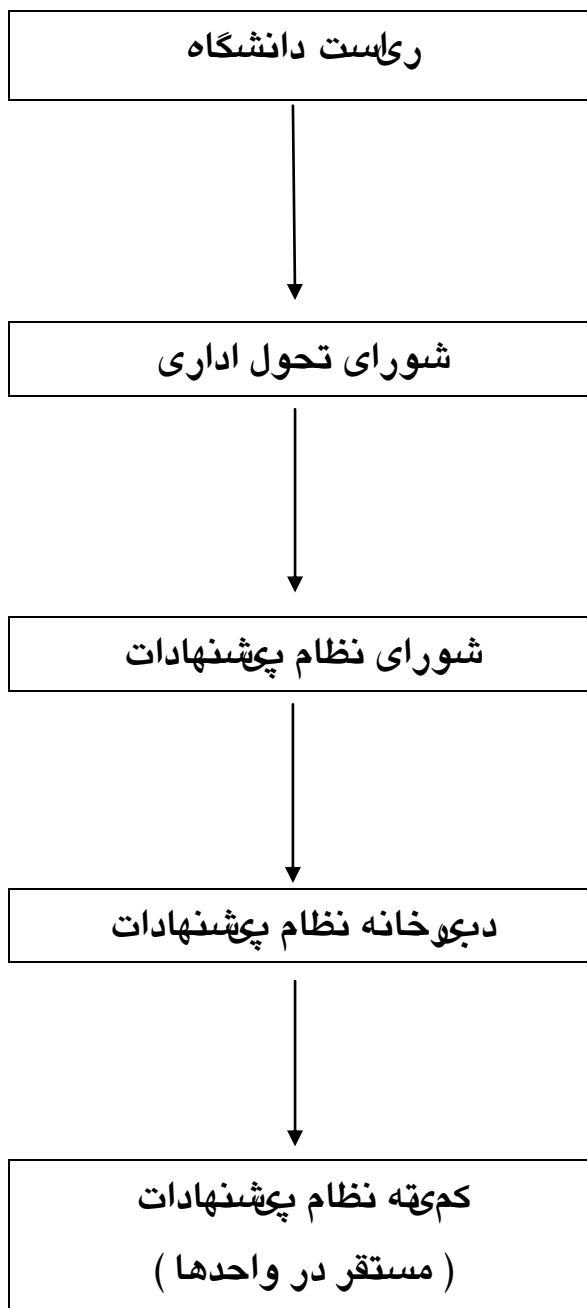 ریاست دانشگاه
شورای تحول اداری
شورای نظام پیشنهادات
دبیرخانه نظام پیشنهادات
کمیته نظام پیشنهادات
( مستقر در واحدها )